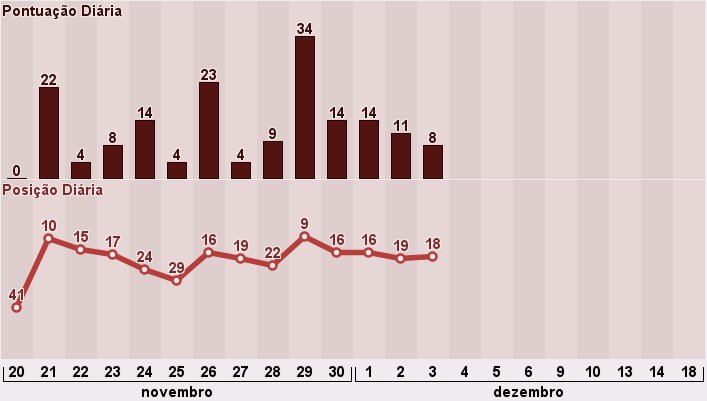 Pontuação Diária
0 22 4 8 14 4 23 4 9 34 14 14 11 8
Posição Diária
41 10 15 17 24 29 16 19 22 9 16 16 19 18
20 21 22 23 24 25 26 27 28 29 30 1 2 3 4 5 6 9 10 13 14 18
novembro dezembro